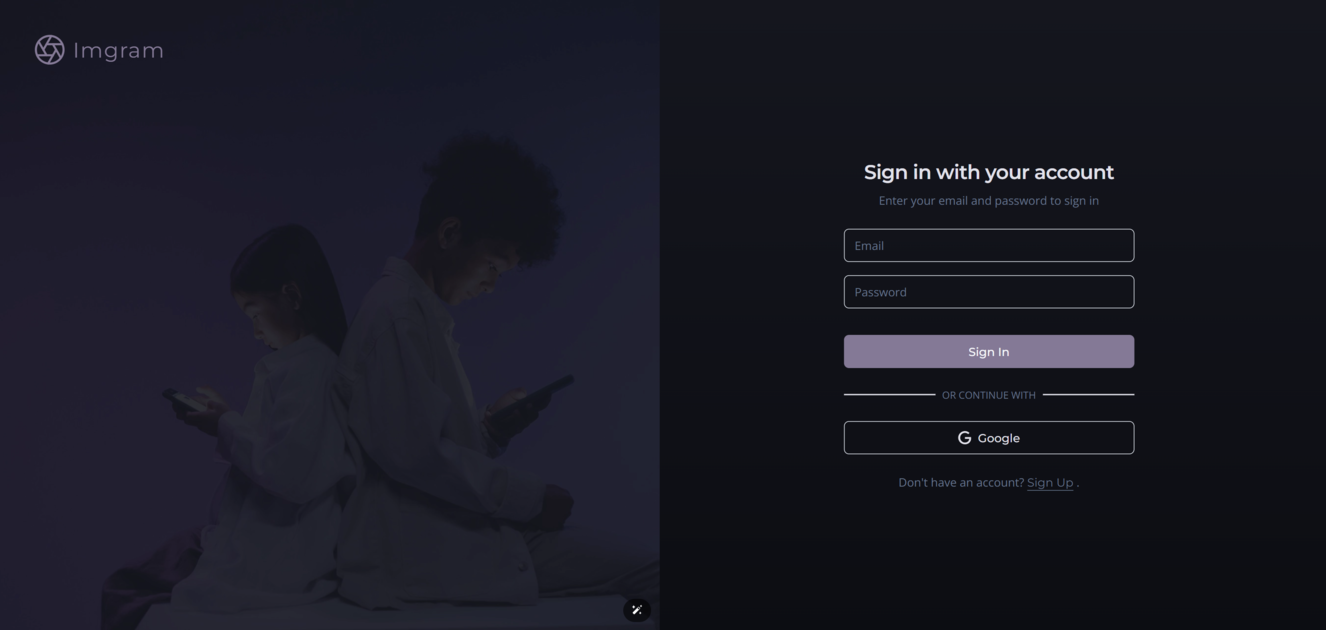 Imgram
Sign in with your account
Enter your email and password to sign in
Email
Password
Sign In
OR CONTINUE WITH
Google
Don't have an account? Sign Up .